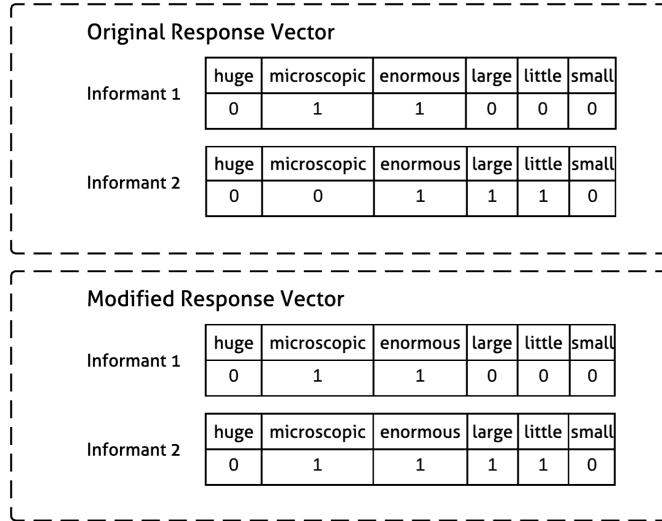 Original Response Vector
Informant 1
huge microscopic enormous large little small
0 1 1 0 0 0
Informant 2
huge microscopic enormous large little small
0 0 1 1 1 0
Modified Response Vector
Informant 1
huge microscopic enormous large little small
0 1 1 0 0 0
Informant 2
huge microscopic enormous large little small
0 1 1 1 1 0